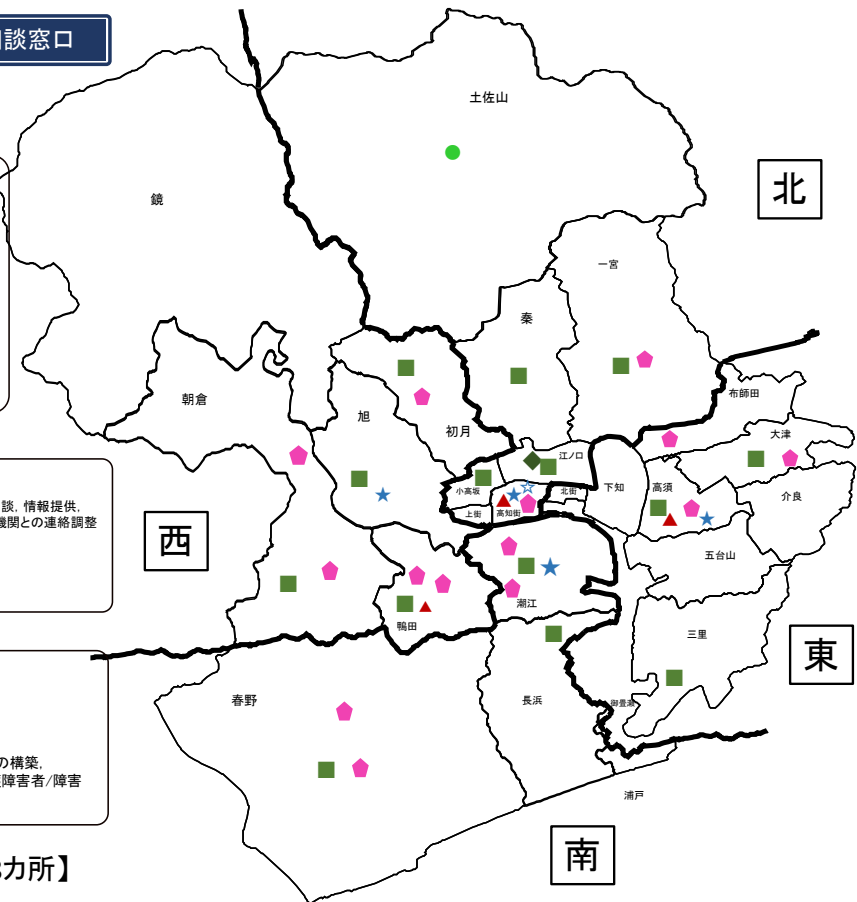 談窓口
土佐山
北
鏡
一宮
秦
布師田
朝倉
旭
初月
大津
江ノ口
小高坂
北街
下知
高須
介良
上街
高知街
談, 情報提供,
機関との連絡調整
西
五台山
潮江
鴨田
三里
東
春野
長浜
御畳瀬
の構築,
障害者/障害
浦戸
南
カ所】